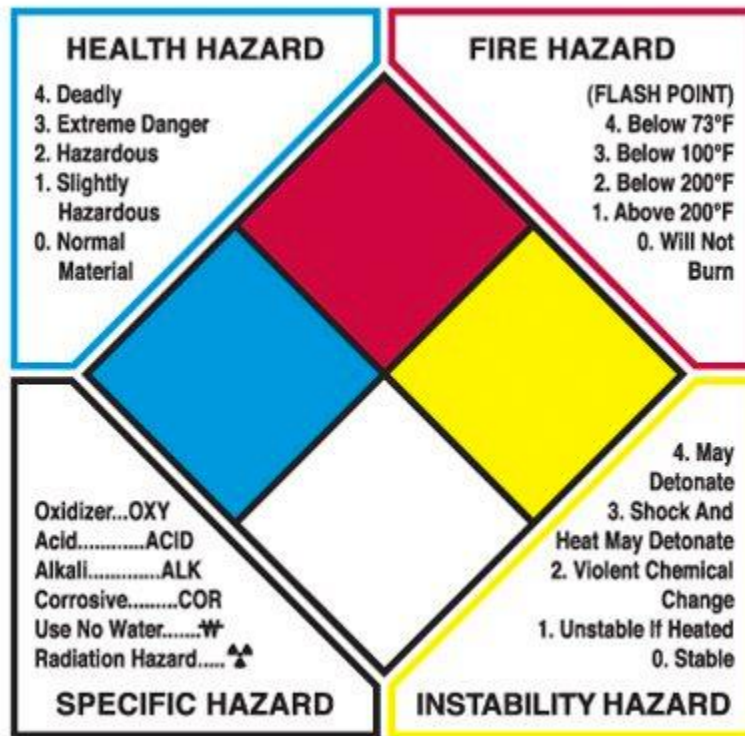 HEALTH HAZARD
4. Deadly
3. Extreme Danger
2. Hazardous
1. Slightly
Hazardous
0. Normal
Material
FIRE HAZARD
(FLASH POINT)
4. Below 73°F
3. Below 100°F
2. Below 200°F
1. Above 200°F
0. Will Not
Burn
Oxidizer...OXY
Acid............ACID
Alkali.............ALK
Corrosive.........COR
Use No Water.......W̶
Radiation Hazard.....☢
SPECIFIC HAZARD
4. May
Detonate
3. Shock And
Heat May Detonate
2. Violent Chemical
Change
1. Unstable If Heated
0. Stable
INSTABILITY HAZARD